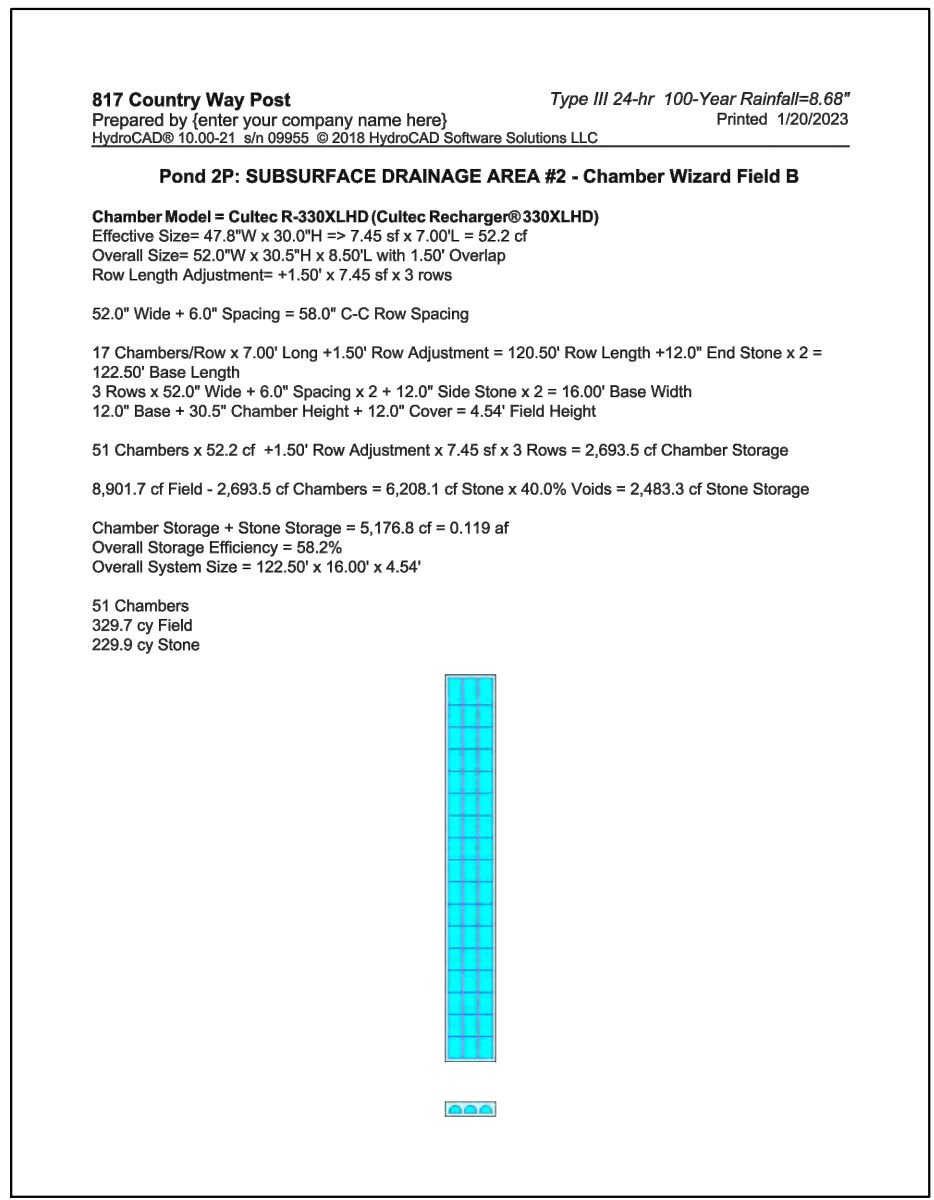 817 Country Way Post
Type III 24-hr 100-Year Rainfall=8.68"
Prepared by {enter your company name here}
Printed 1/20/2023
HydroCAD® 10.00-21 s/n 09955 © 2018 HydroCAD Software Solutions LLC
Pond 2P: SUBSURFACE DRAINAGE AREA #2 - Chamber Wizard Field B
Chamber Model = Cultec R-330XLHD (Cultec Recharger® 330XLHD)
Effective Size= 47.8"W x 30.0"H => 7.45 sf x 7.00'L = 52.2 cf
Overall Size= 52.0"W x 30.5"H x 8.50'L with 1.50' Overlap
Row Length Adjustment= +1.50' x 7.45 sf x 3 rows
52.0" Wide + 6.0" Spacing = 58.0" C-C Row Spacing
17 Chambers/Row x 7.00' Long +1.50' Row Adjustment = 120.50' Row Length +12.0" End Stone x 2 =
122.50' Base Length
3 Rows x 52.0" Wide + 6.0" Spacing x 2 + 12.0" Side Stone x 2 = 16.00' Base Width
12.0" Base + 30.5" Chamber Height + 12.0" Cover = 4.54' Field Height
51 Chambers x 52.2 cf +1.50' Row Adjustment x 7.45 sf x 3 Rows = 2,693.5 cf Chamber Storage
8,901.7 cf Field - 2,693.5 cf Chambers = 6,208.1 cf Stone x 40.0% Voids = 2,483.3 cf Stone Storage
Chamber Storage + Stone Storage = 5,176.8 cf = 0.119 af
Overall Storage Efficiency = 58.2%
Overall System Size = 122.50' x 16.00' x 4.54'
51 Chambers
329.7 cy Field
229.9 cy Stone